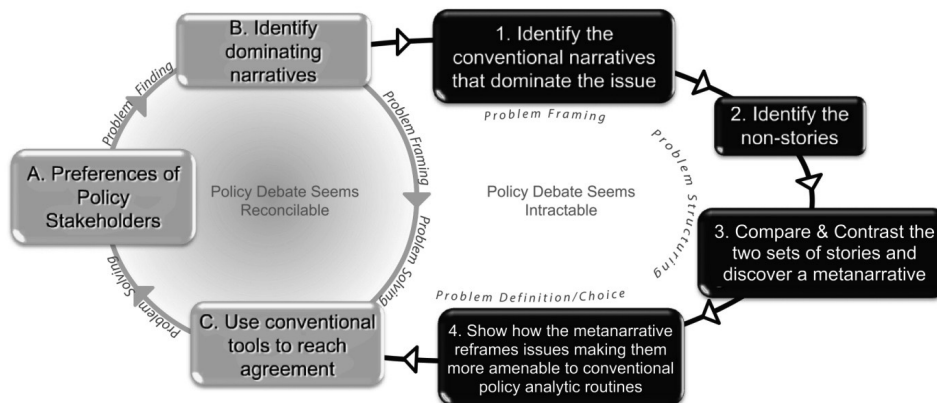 B. Identify
dominating
narratives
1. Identify the
conventional narratives
that dominate the issue
Problem Finding
Problem Framing
Problem Framing
2. Identify the
non-stories
A. Preferences of
Policy
Stakeholders
Policy Debate Seems
Reconcilable
Policy Debate Seems
Intractable
Problem Structuring
3. Compare & Contrast the
two sets of stories and
discover a metanarrative
Problem Solving
Problem Solving
Problem Definition/Choice
C. Use conventional
tools to reach
agreement
4. Show how the metanarrative
reframes issues making them
more amenable to conventional
policy analytic routines